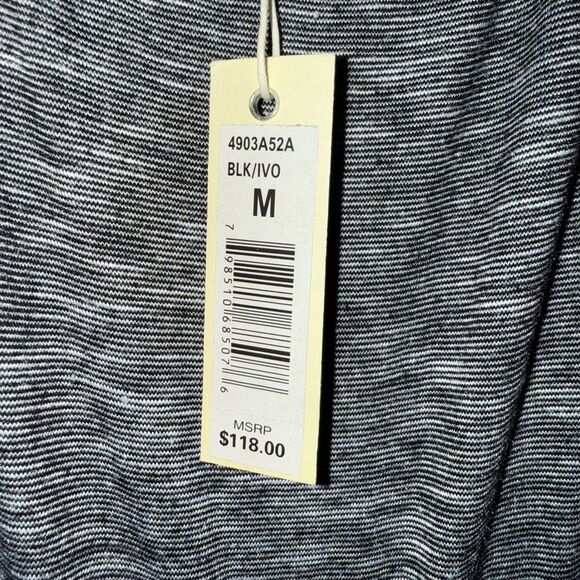 4903A52A
BLK/IVO
M
7 98510 68507 6
MSRP
$118.00